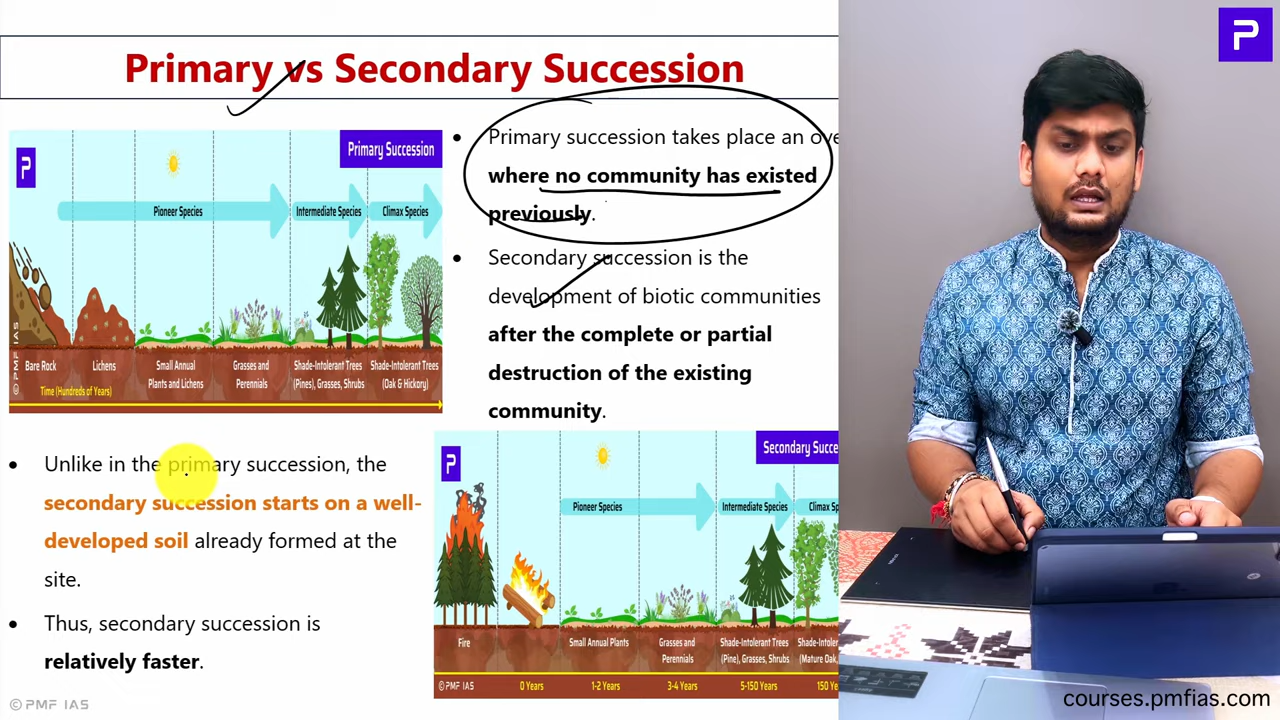 Primary vs Secondary Succession
P
P
Primary Succession
Pioneer Species
Intermediate Species
Climax Species
Bare Rock
Lichens
Small Annual
Plants and Lichens
Grasses and
Perennials
Shade-Intolerant Trees
(Pines), Grasses, Shrubs
Shade-Intolerant Trees
(Oak & Hickory)
Time (Hundreds of Years)
© PMF IAS
• Primary succession takes place an ove
where no community has existed
previously.
• Secondary succession is the
development of biotic communities
after the complete or partial
destruction of the existing
community.
• Unlike in the primary succession, the
secondary succession starts on a well-
developed soil already formed at the
site.
• Thus, secondary succession is
relatively faster.
P
Secondary Succe
Pioneer Species
Intermediate Species
Climax Sp
Fire
Small Annual Plants
Grasses and
Perennials
Shade-Intolerant Trees
(Pine), Grasses, Shrubs
Shade-Intoler
(Mature Oak,
©PMF IAS
0 Years
1-2 Years
3-4 Years
5-150 Years
150 Ye
© PMF IAS
courses.pmfias.com